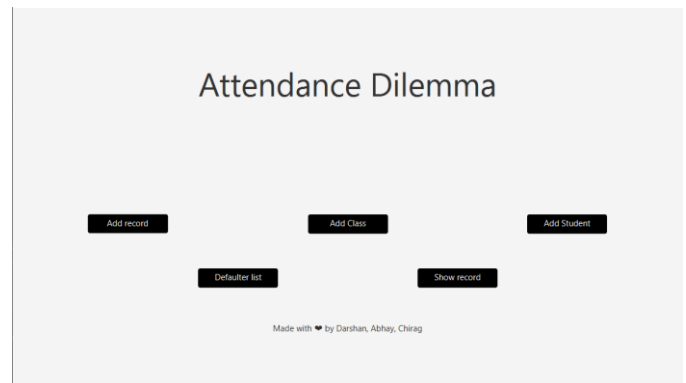 Attendance Dilemma
Add record Add Class Add Student
Defaulter list Show record
Made with ❤ by Darshan, Abhay, Chirag